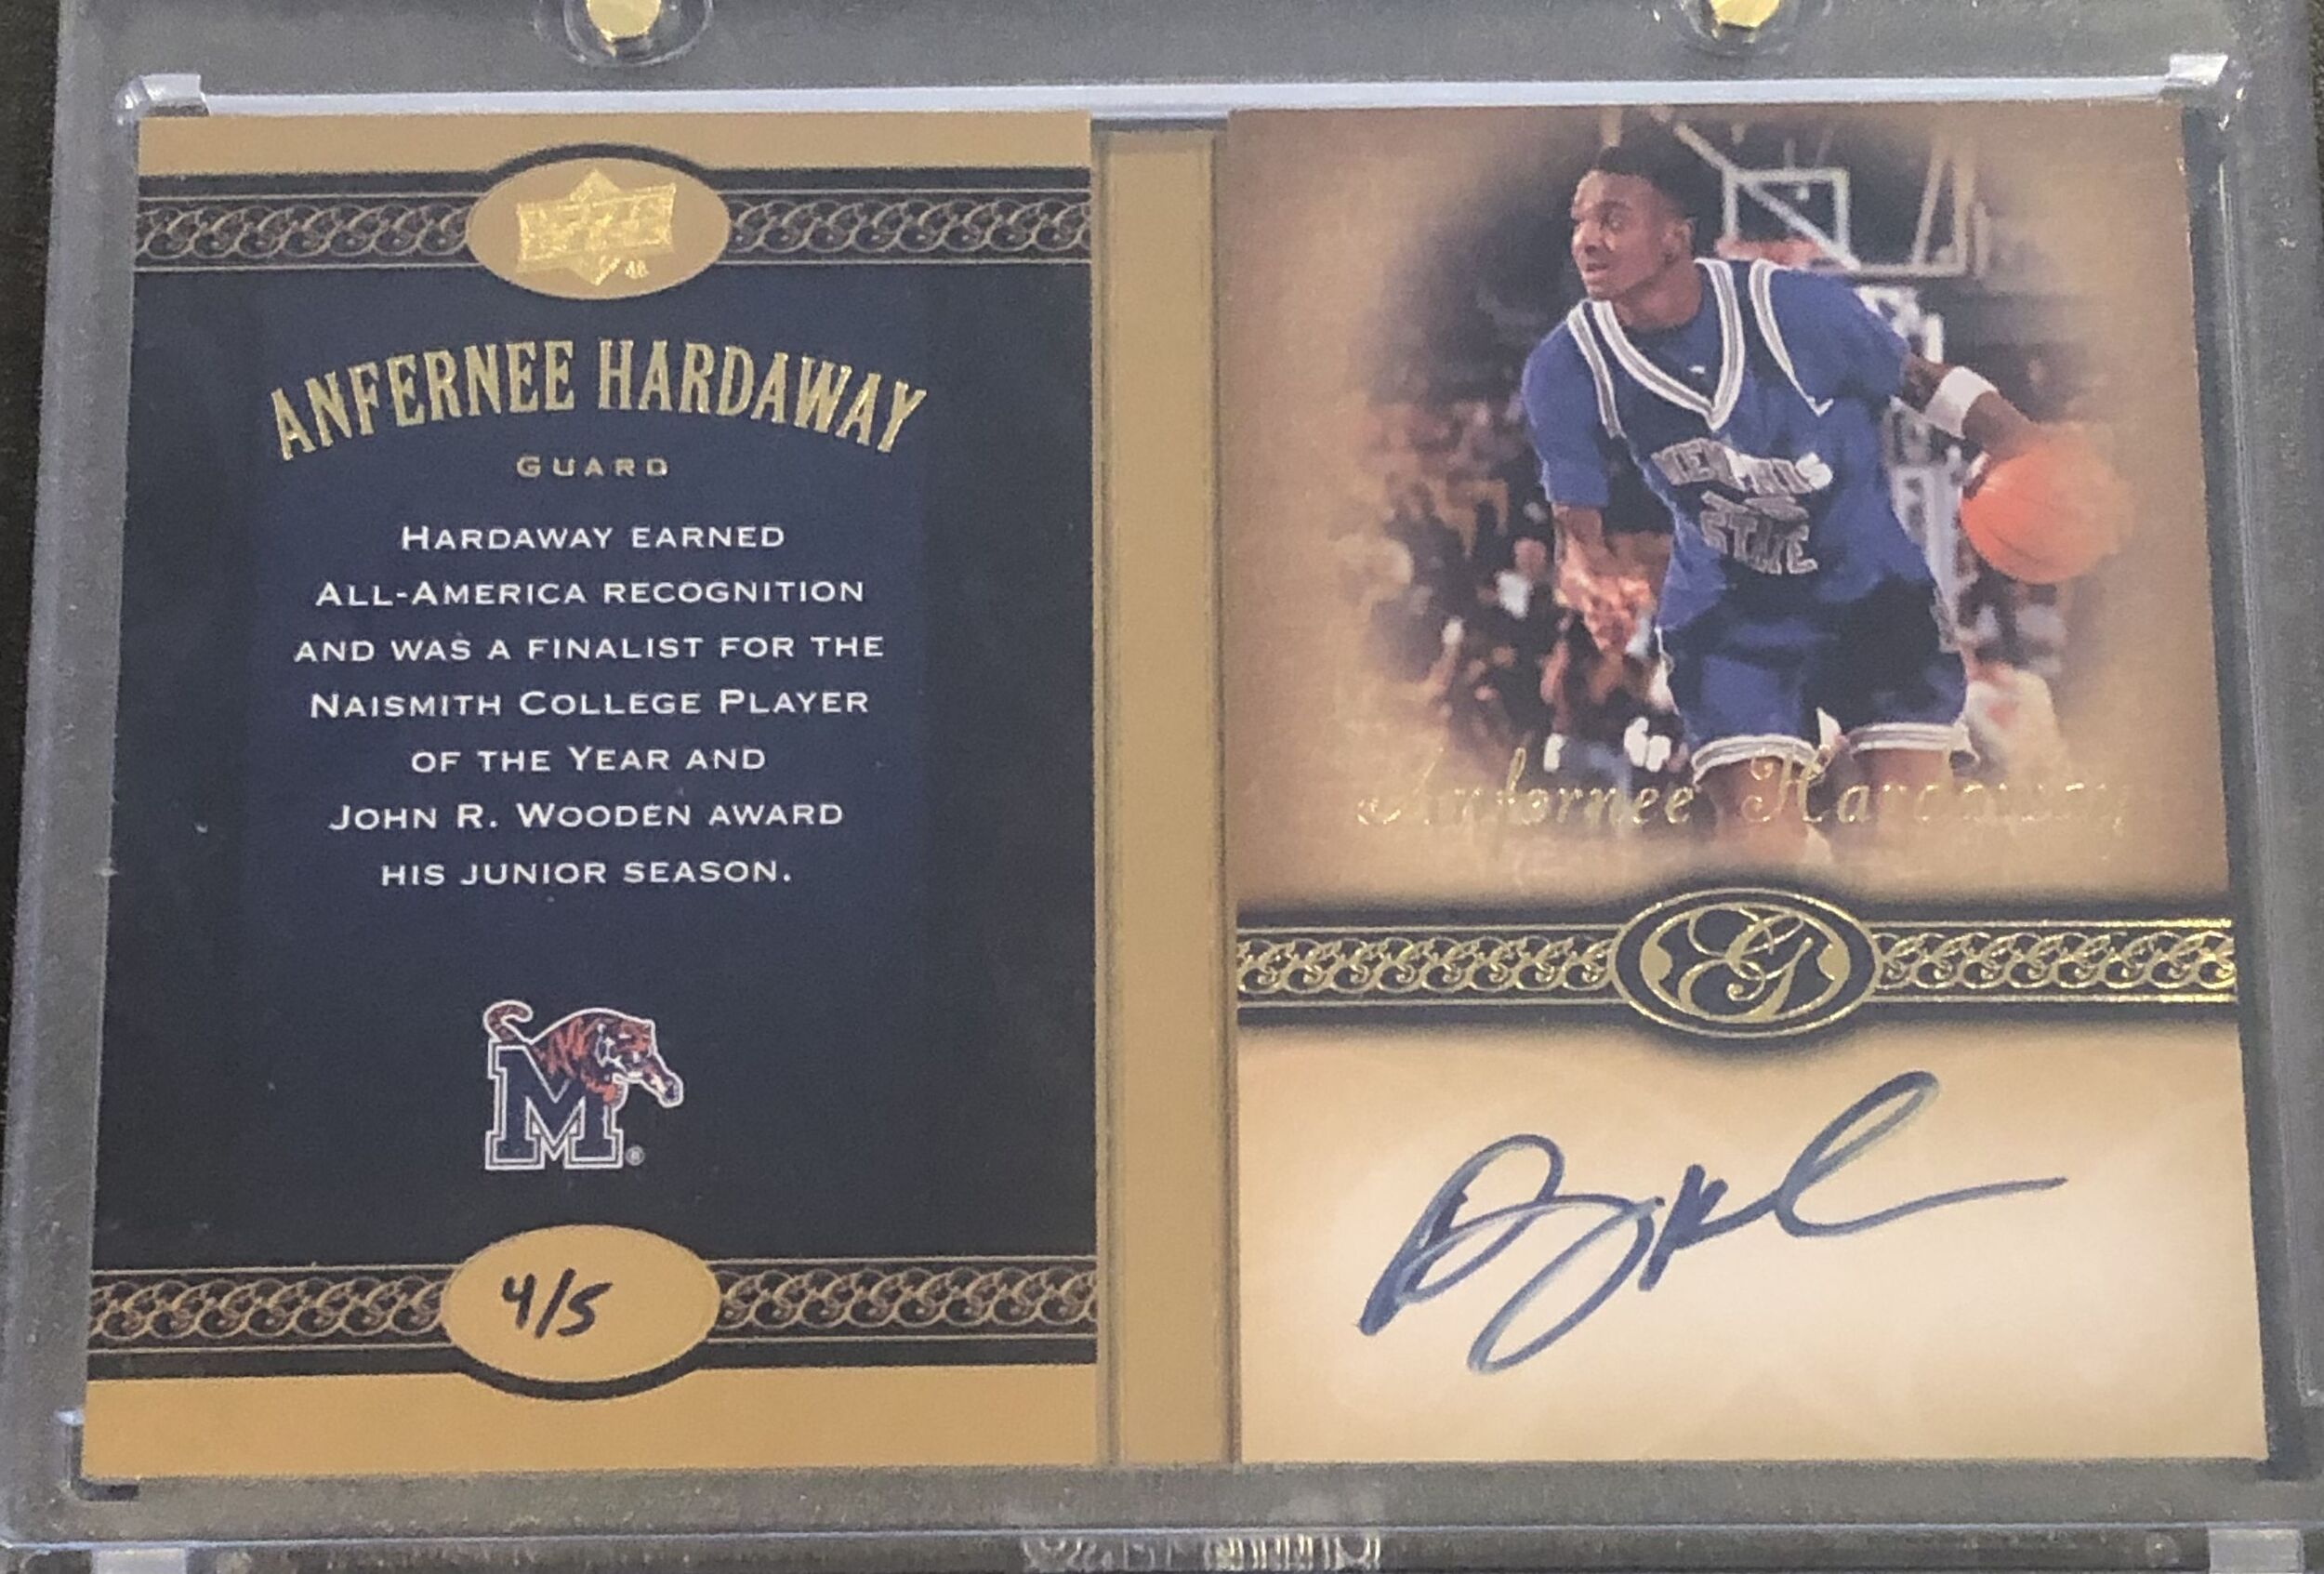 ANFERNEE HARDAWAY
GUARD
HARDAWAY EARNED
ALL-AMERICA RECOGNITION
AND WAS A FINALIST FOR THE
NAISMITH COLLEGE PLAYER
OF THE YEAR AND
JOHN R. WOODEN AWARD
HIS JUNIOR SEASON.
M®
4/5
MEMPHIS
STATE
Anfernee Hardaway
EG